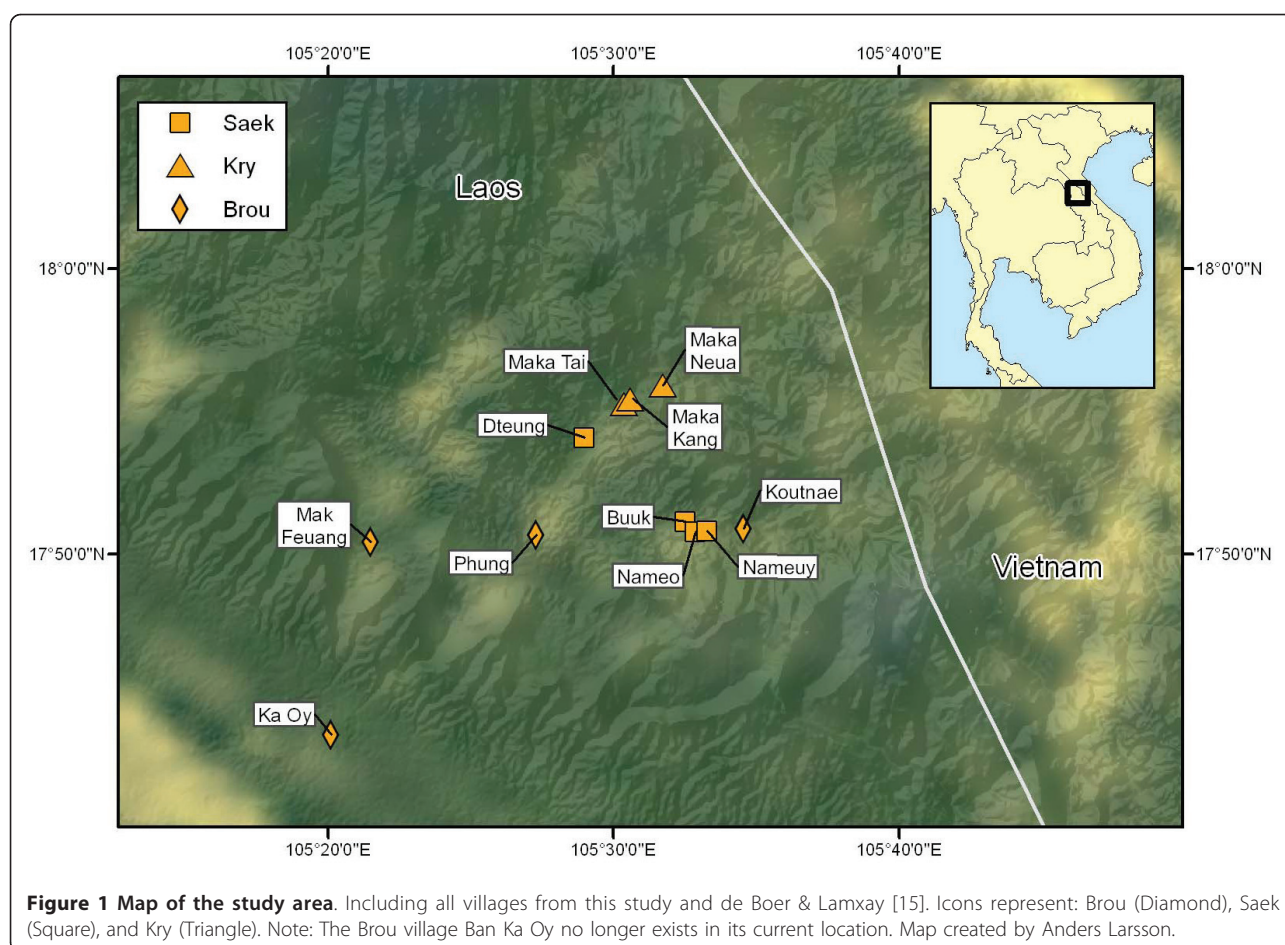 105°20'0"E
105°30'0"E
105°40'0"E
Saek
Kry
Brou
Laos
18°0'0"N
18°0'0"N
Maka Tai
Maka
Neua
Dteung
Maka
Kang
Mak
Feuang
Buuk
Koutnae
17°50'0"N
17°50'0"N
Phung
Nameo
Nameuy
Vietnam
Ka Oy
105°20'0"E
105°30'0"E
105°40'0"E
Figure 1 Map of the study area. Including all villages from this study and de Boer & Lamxay [15]. Icons represent: Brou (Diamond), Saek
(Square), and Kry (Triangle). Note: The Brou village Ban Ka Oy no longer exists in its current location. Map created by Anders Larsson.